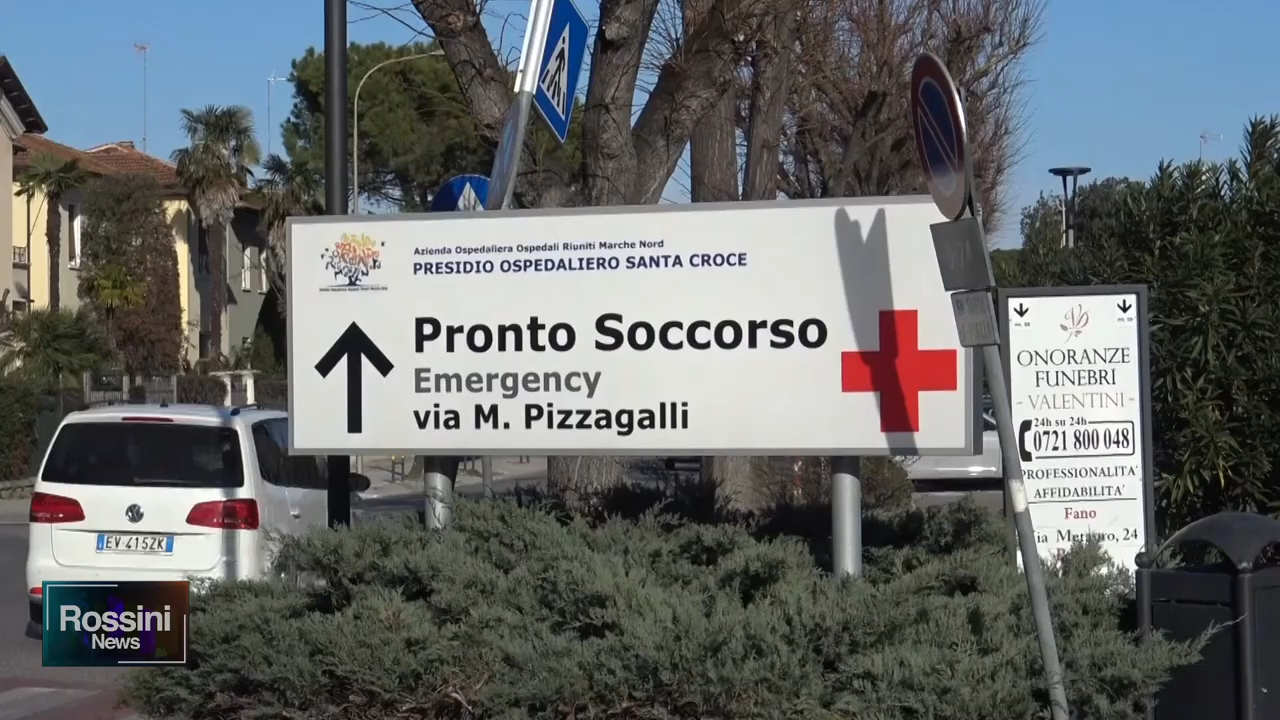 Azienda Ospedaliera Ospedali Riuniti Marche Nord
PRESIDIO OSPEDALIERO SANTA CROCE
Pronto Soccorso
Emergency
via M. Pizzagalli
ONORANZE
FUNEBRI
- VALENTINI -
24h su 24h
0721 800 048
PROFESSIONALITA'
AFFIDABILITA'
Fano
Via Metauro, 24
EV 415ZK
Rossini
News